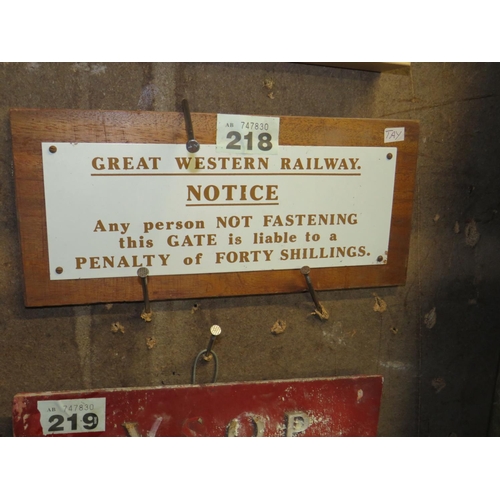 AB 747830
218
TAY.
GREAT WESTERN RAILWAY.
NOTICE
Any person NOT FASTENING
this GATE is liable to a
PENALTY of FORTY SHILLINGS.
AB 747830
219